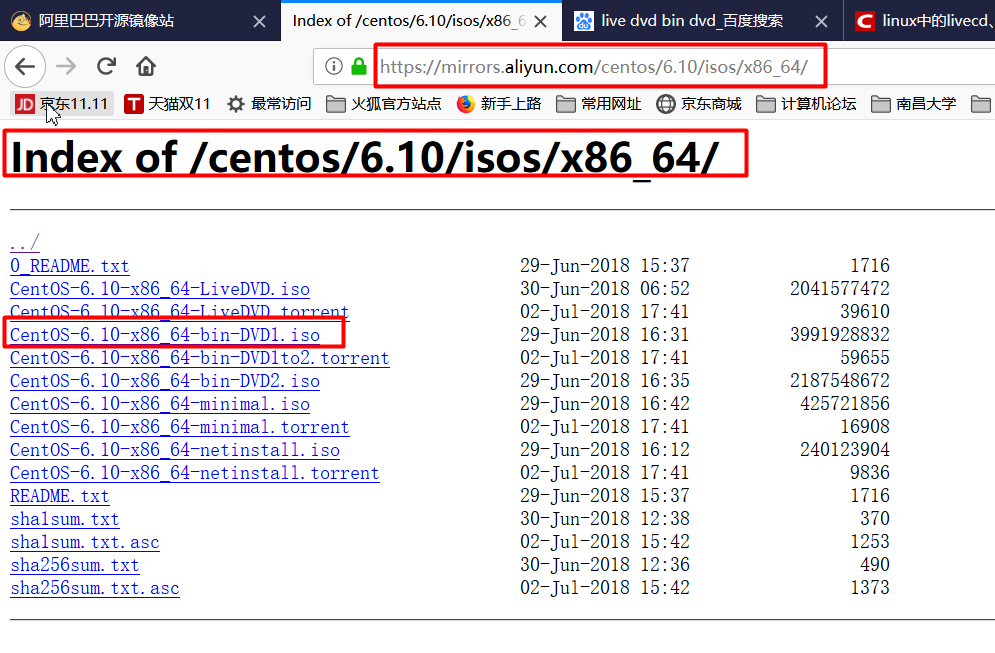 阿里巴巴开源镜像站
Index of /centos/6.10/isos/x86_6
live dvd bin dvd_百度搜索
linux中的livecd、
https://mirrors.aliyun.com/centos/6.10/isos/x86_64/
JD 京东11.11 T 天猫双11 最常访问 火狐官方站点 新手上路 常用网址 京东商城 计算机论坛 南昌大学
Index of /centos/6.10/isos/x86_64/
../
0_README.txt 29-Jun-2018 15:37 1716
CentOS-6.10-x86_64-LiveDVD.iso 30-Jun-2018 06:52 2041577472
CentOS-6.10-x86_64-LiveDVD.torrent 02-Jul-2018 17:41 39610
CentOS-6.10-x86_64-bin-DVD1.iso 29-Jun-2018 16:31 3991928832
CentOS-6.10-x86_64-bin-DVD1to2.torrent 02-Jul-2018 17:41 59655
CentOS-6.10-x86_64-bin-DVD2.iso 29-Jun-2018 16:35 2187548672
CentOS-6.10-x86_64-minimal.iso 29-Jun-2018 16:42 425721856
CentOS-6.10-x86_64-minimal.torrent 02-Jul-2018 17:41 16908
CentOS-6.10-x86_64-netinstall.iso 29-Jun-2018 16:12 240123904
CentOS-6.10-x86_64-netinstall.torrent 02-Jul-2018 17:41 9836
README.txt 29-Jun-2018 15:37 1716
sha1sum.txt 30-Jun-2018 12:38 370
sha1sum.txt.asc 02-Jul-2018 15:42 1253
sha256sum.txt 30-Jun-2018 12:36 490
sha256sum.txt.asc 02-Jul-2018 15:42 1373